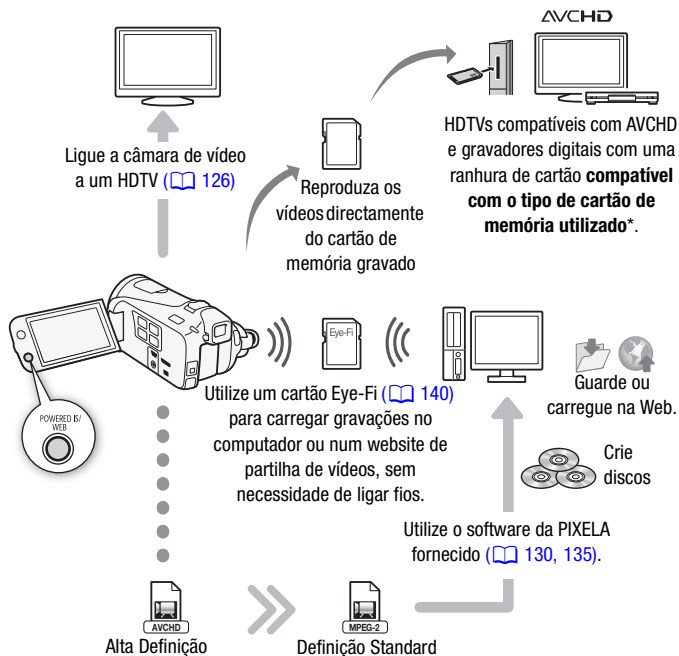 AVCHD
HDTVs compatíveis com AVCHD
e gravadores digitais com uma
ranhura de cartão compatível
com o tipo de cartão de
memória utilizado*.
Ligue a câmara de vídeo
a um HDTV ( 126)
Reproduza os
vídeos directamente
do cartão de
memória gravado
Eye-Fi
Utilize um cartão Eye-Fi ( 140)
para carregar gravações no
computador ou num website de
partilha de vídeos, sem
necessidade de ligar fios.
POWERED IS/
WEB
Guarde ou
carregue na Web.
Crie
discos
Utilize o software da PIXELA
fornecido ( 130, 135).
AVCHD
Alta Definição
MPEG-2
Definição Standard